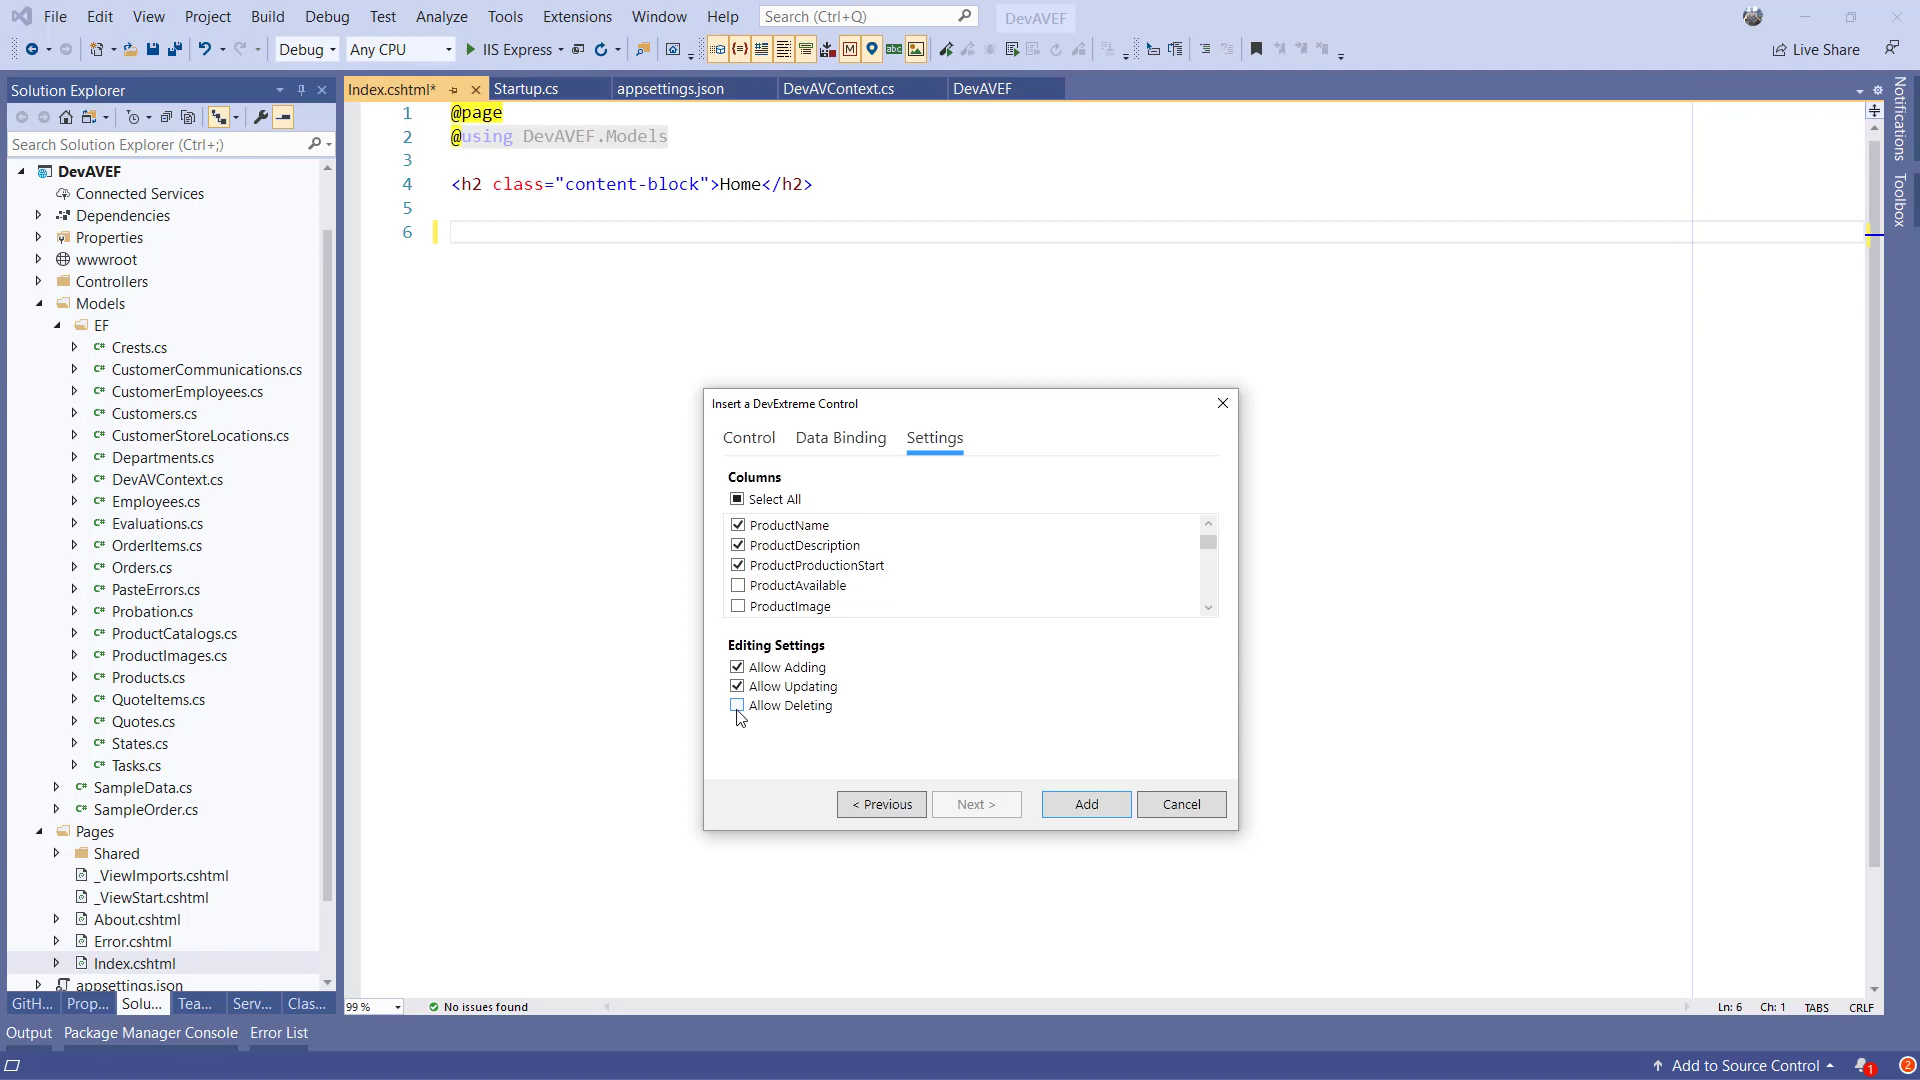 File Edit View Project Build Debug Test Analyze Tools Extensions Window Help Search (Ctrl+Q) DevAVEF
Debug Any CPU IIS Express Live Share
Solution Explorer
Index.cshtml* Startup.cs appsettings.json DevAVContext.cs DevAVEF
Search Solution Explorer (Ctrl+;)
DevAVEF
Connected Services
Dependencies
Properties
wwwroot
Controllers
Models
EF
Crests.cs
CustomerCommunications.cs
CustomerEmployees.cs
Customers.cs
CustomerStoreLocations.cs
Departments.cs
DevAVContext.cs
Employees.cs
Evaluations.cs
OrderItems.cs
Orders.cs
PasteErrors.cs
Probation.cs
ProductCatalogs.cs
ProductImages.cs
Products.cs
QuoteItems.cs
Quotes.cs
States.cs
Tasks.cs
SampleData.cs
SampleOrder.cs
Pages
Shared
_ViewImports.cshtml
_ViewStart.cshtml
About.cshtml
Error.cshtml
Index.cshtml
appsettings.json
GitH... Prop... Solu... Tea... Serv... Clas...
1 @page
2 @using DevAVEF.Models
3
4 <h2 class="content-block">Home</h2>
5
6
Insert a DevExtreme Control
Control Data Binding Settings
Columns
Select All
ProductName
ProductDescription
ProductProductionStart
ProductAvailable
ProductImage
Editing Settings
Allow Adding
Allow Updating
Allow Deleting
< Previous Next > Add Cancel
Notifications
Toolbox
99 % No issues found Ln: 6 Ch: 1 TABS CRLF
Output Package Manager Console Error List
Add to Source Control 1 2